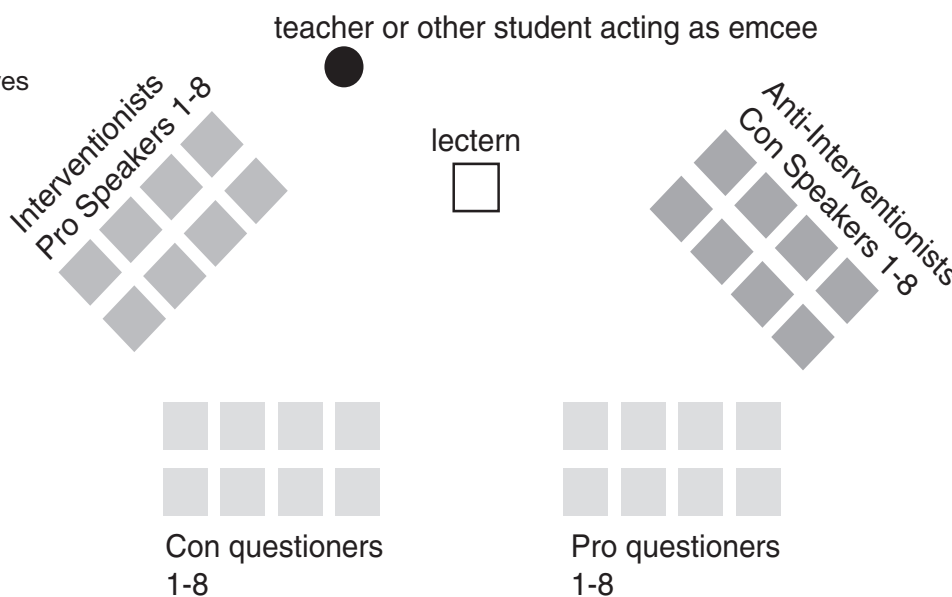 teacher or other student acting as emcee
Interventionists
Pro Speakers 1-8
lectern
Anti-Interventionists
Con Speakers 1-8
Con questioners
1-8
Pro questioners
1-8